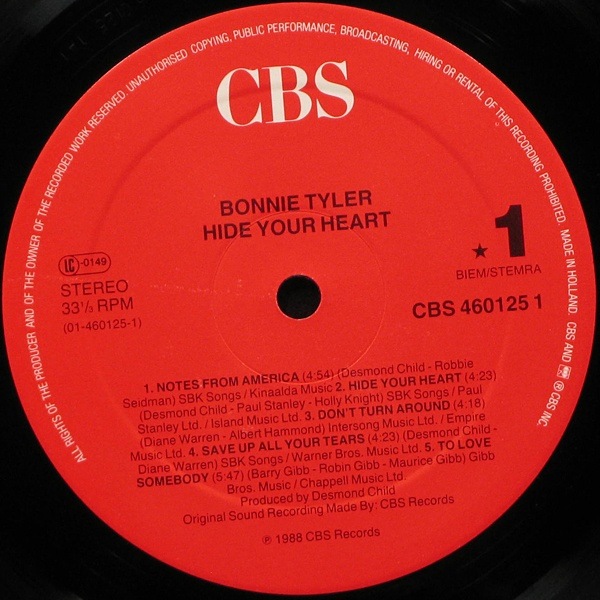 ALL RIGHTS OF THE PRODUCER AND OF THE OWNER OF THE RECORDED WORK RESERVED. UNAUTHORISED COPYING, PUBLIC PERFORMANCE, BROADCASTING, HIRING OR RENTAL OF THIS RECORDING PROHIBITED. MADE IN HOLLAND. CBS AND ® CBS INC.
CBS
BONNIE TYLER
HIDE YOUR HEART
LC-0149
STEREO
33⅓ RPM
(01-460125-1)
★ 1
BIEM/STEMRA
CBS 460125 1
1. NOTES FROM AMERICA (4:54) (Desmond Child - Robbie
Seidman) SBK Songs / Kinaalda Music 2. HIDE YOUR HEART (4:23)
(Desmond Child - Paul Stanley - Holly Knight) SBK Songs / Paul
Stanley Ltd. / Island Music Ltd. 3. DON'T TURN AROUND (4:18)
(Diane Warren - Albert Hammond) Intersong Music Ltd. / Empire
Music Ltd. 4. SAVE UP ALL YOUR TEARS (4:23) (Desmond Child -
Diane Warren) SBK Songs / Warner Bros. Music Ltd. 5. TO LOVE
SOMEBODY (5:47) (Barry Gibb - Robin Gibb - Maurice Gibb) Gibb
Bros. Music / Chappell Music Ltd.
Produced by Desmond Child
Original Sound Recording Made By: CBS Records
℗ 1988 CBS Records